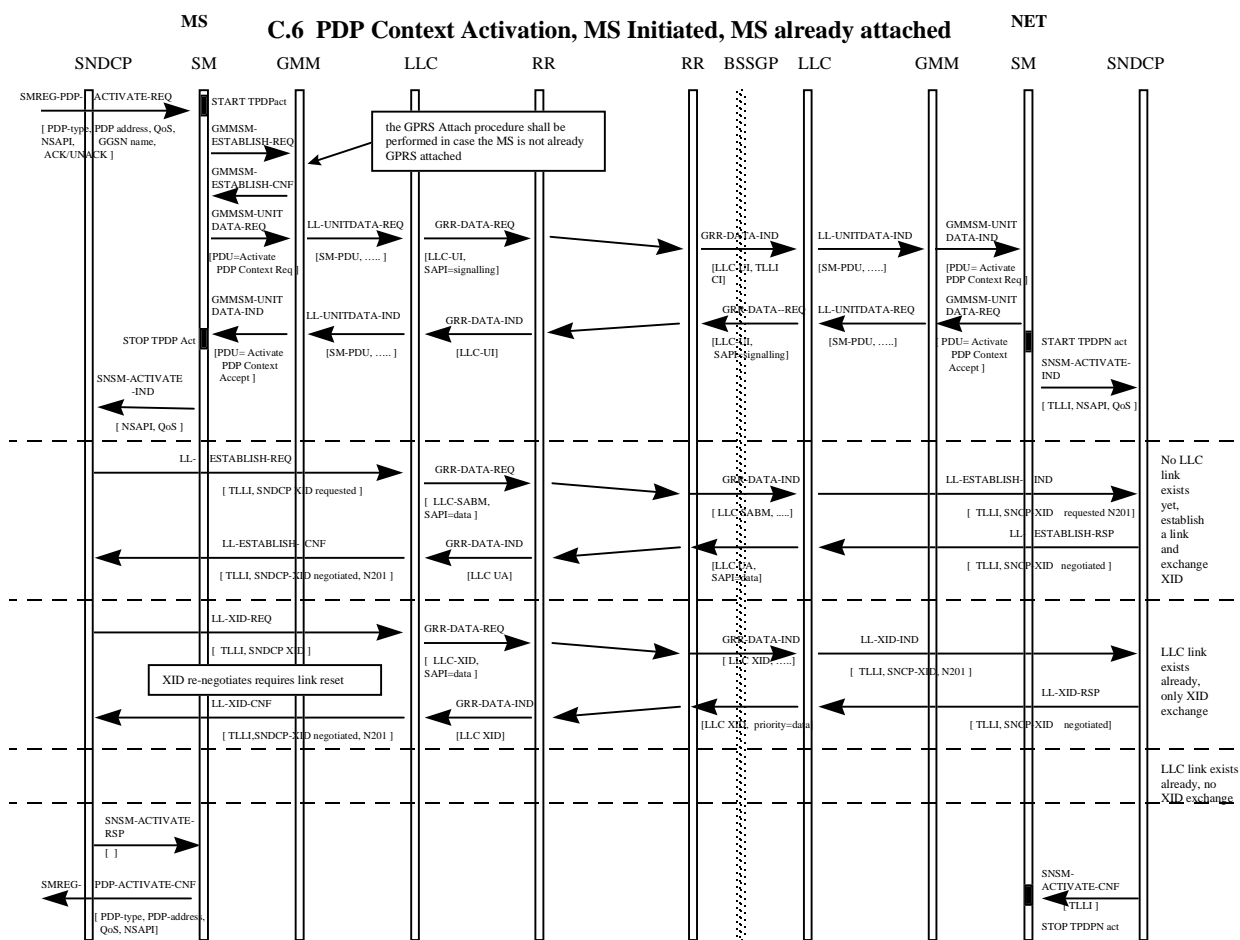 MS
NET
C.6 PDP Context Activation, MS Initiated, MS already attached
SNDCP SM GMM LLC RR RR BSSGP LLC GMM SM SNDCP
SMREG-PDP- ACTIVATE-REQ
[ PDP-type, PDP address, QoS,
NSAPI, GGSN name,
ACK/UNACK ]
START TPDPact
GMMSM-
ESTABLISH-REQ
the GPRS Attach procedure shall be
performed in case the MS is not already
GPRS attached
GMMSM-
ESTABLISH-CNF
GMMSM-UNIT
DATA-REQ
[PDU=Activate
PDP Context Req ]
LL-UNITDATA-REQ
[SM-PDU, ….. ]
GRR-DATA-REQ
[LLC-UI,
SAPI=signalling]
GRR-DATA-IND
[LLC-UI, TLLI
CI]
LL-UNITDATA-IND
[SM-PDU, …..]
GMMSM-UNIT
DATA-IND
[PDU= Activate
PDP Context Req ]
GMMSM-UNIT
DATA-IND
[PDU= Activate
PDP Context
Accept ]
LL-UNITDATA-IND
[SM-PDU, ….. ]
GRR-DATA-IND
[LLC-UI]
GRR-DATA--REQ
[LLC-UI,
SAPI=signalling]
LL-UNITDATA-REQ
[SM-PDU, …..]
GMMSM-UNIT
DATA-REQ
[PDU= Activate
PDP Context
Accept ]
STOP TPDP Act
START TPDPN act
SNSM-ACTIVATE
-IND
[ NSAPI, QoS ]
SNSM-ACTIVATE-
IND
[ TLLI, NSAPI, QoS ]
LL- ESTABLISH-REQ
[ TLLI, SNDCP XID requested ]
GRR-DATA-REQ
[ LLC-SABM,
SAPI=data ]
GRR-DATA-IND
[ LLC SABM, .....]
LL-ESTABLISH- IND
[ TLLI, SNCP-XID requested N201]
No LLC
link
exists
yet,
establish
a link
and
exchange
XID
LL-ESTABLISH- CNF
[ TLLI, SNDCP-XID negotiated, N201 ]
GRR-DATA-IND
[LLC UA]
[LLC-UA,
SAPI=data]
LL- ESTABLISH-RSP
[ TLLI, SNCP-XID negotiated ]
LL-XID-REQ
[ TLLI, SNDCP XID ]
GRR-DATA-REQ
[ LLC-XID,
SAPI=data ]
GRR-DATA-IND
[ LLC XID, …..]
LL-XID-IND
[ TLLI, SNCP-XID, N201 ]
LLC link
exists
already,
only XID
exchange
XID re-negotiates requires link reset
LL-XID-CNF
[ TLLI,SNDCP-XID negotiated, N201 ]
GRR-DATA-IND
[LLC XID]
[LLC XID, priority=data]
LL-XID-RSP
[ TLLI, SNCP-XID negotiated]
LLC link exists
already, no
XID exchange
SNSM-ACTIVATE-
RSP
[ ]
SMREG- PDP-ACTIVATE-CNF
[ PDP-type, PDP-address,
QoS, NSAPI]
SNSM-
ACTIVATE-CNF
[TLLI ]
STOP TPDPN act